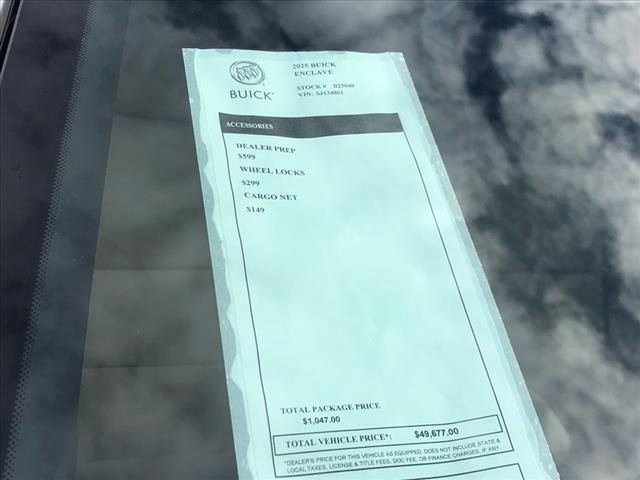 2025 BUICK
ENCLAVE
BUICK
STOCK # B25040
VIN: SJ134801
ACCESSORIES
DEALER PREP
$599
WHEEL LOCKS
$299
CARGO NET
$149
TOTAL PACKAGE PRICE
$1,047.00
TOTAL VEHICLE PRICE*: $49,677.00
*DEALER'S PRICE FOR THIS VEHICLE AS EQUIPPED, DOES NOT INCLUDE STATE &
LOCAL TAXES, LICENSE & TITLE FEES, DOC FEE, OR FINANCE CHARGES, IF ANY.